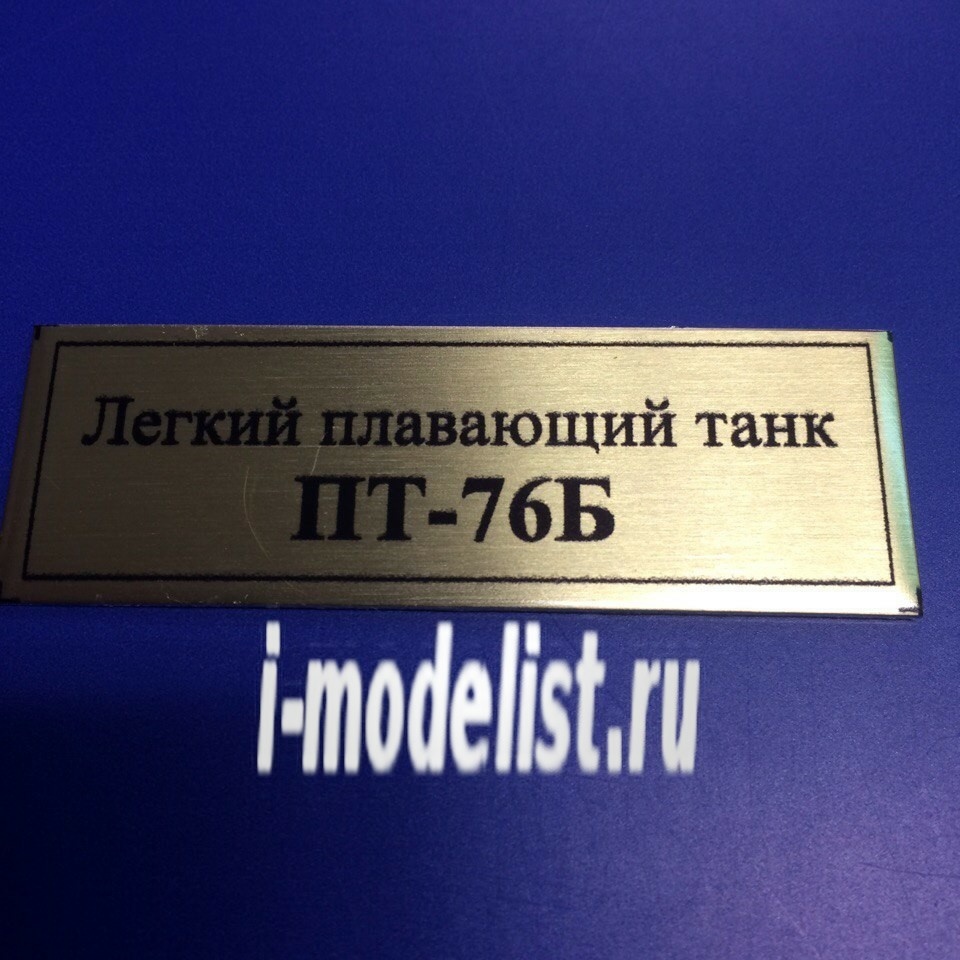 Легкий плавающий танк
ПТ-76Б
i-modelist.ru